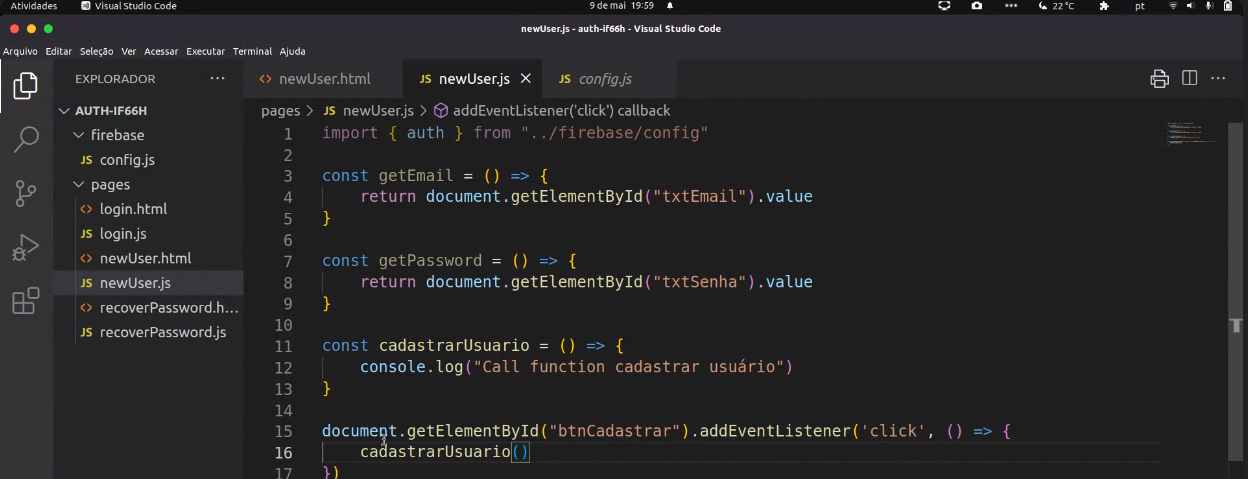 Atividades Visual Studio Code 9 de mai 19:59 22 °C pt
newUser.js - auth-if66h - Visual Studio Code
Arquivo Editar Seleção Ver Acessar Executar Terminal Ajuda
EXPLORADOR ··· newUser.html JS newUser.js × JS config.js ···
AUTH-IF66H
firebase
JS config.js
pages
login.html
JS login.js
newUser.html
JS newUser.js
recoverPassword.h...
JS recoverPassword.js
pages > JS newUser.js > addEventListener('click') callback
1 import { auth } from "../firebase/config"
2
3 const getEmail = () => {
4 return document.getElementById("txtEmail").value
5 }
6
7 const getPassword = () => {
8 return document.getElementById("txtSenha").value
9 }
10
11 const cadastrarUsuario = () => {
12 console.log("Call function cadastrar usuário")
13 }
14
15 document.getElementById("btnCadastrar").addEventListener('click', () => {
16 cadastrarUsuario()
17 })